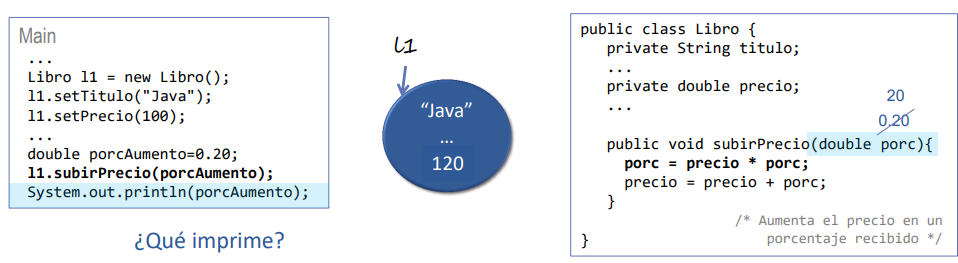 Main
...
Libro l1 = new Libro();
l1.setTitulo("Java");
l1.setPrecio(100);
...
double porcAumento=0.20;
l1.subirPrecio(porcAumento);
System.out.println(porcAumento);
¿Qué imprime?
l1
“Java”
...
120
public class Libro {
private String titulo;
...
private double precio;
...
20
0.20
public void subirPrecio(double porc){
porc = precio * porc;
precio = precio + porc;
}
/* Aumenta el precio en un
porcentaje recibido */
}